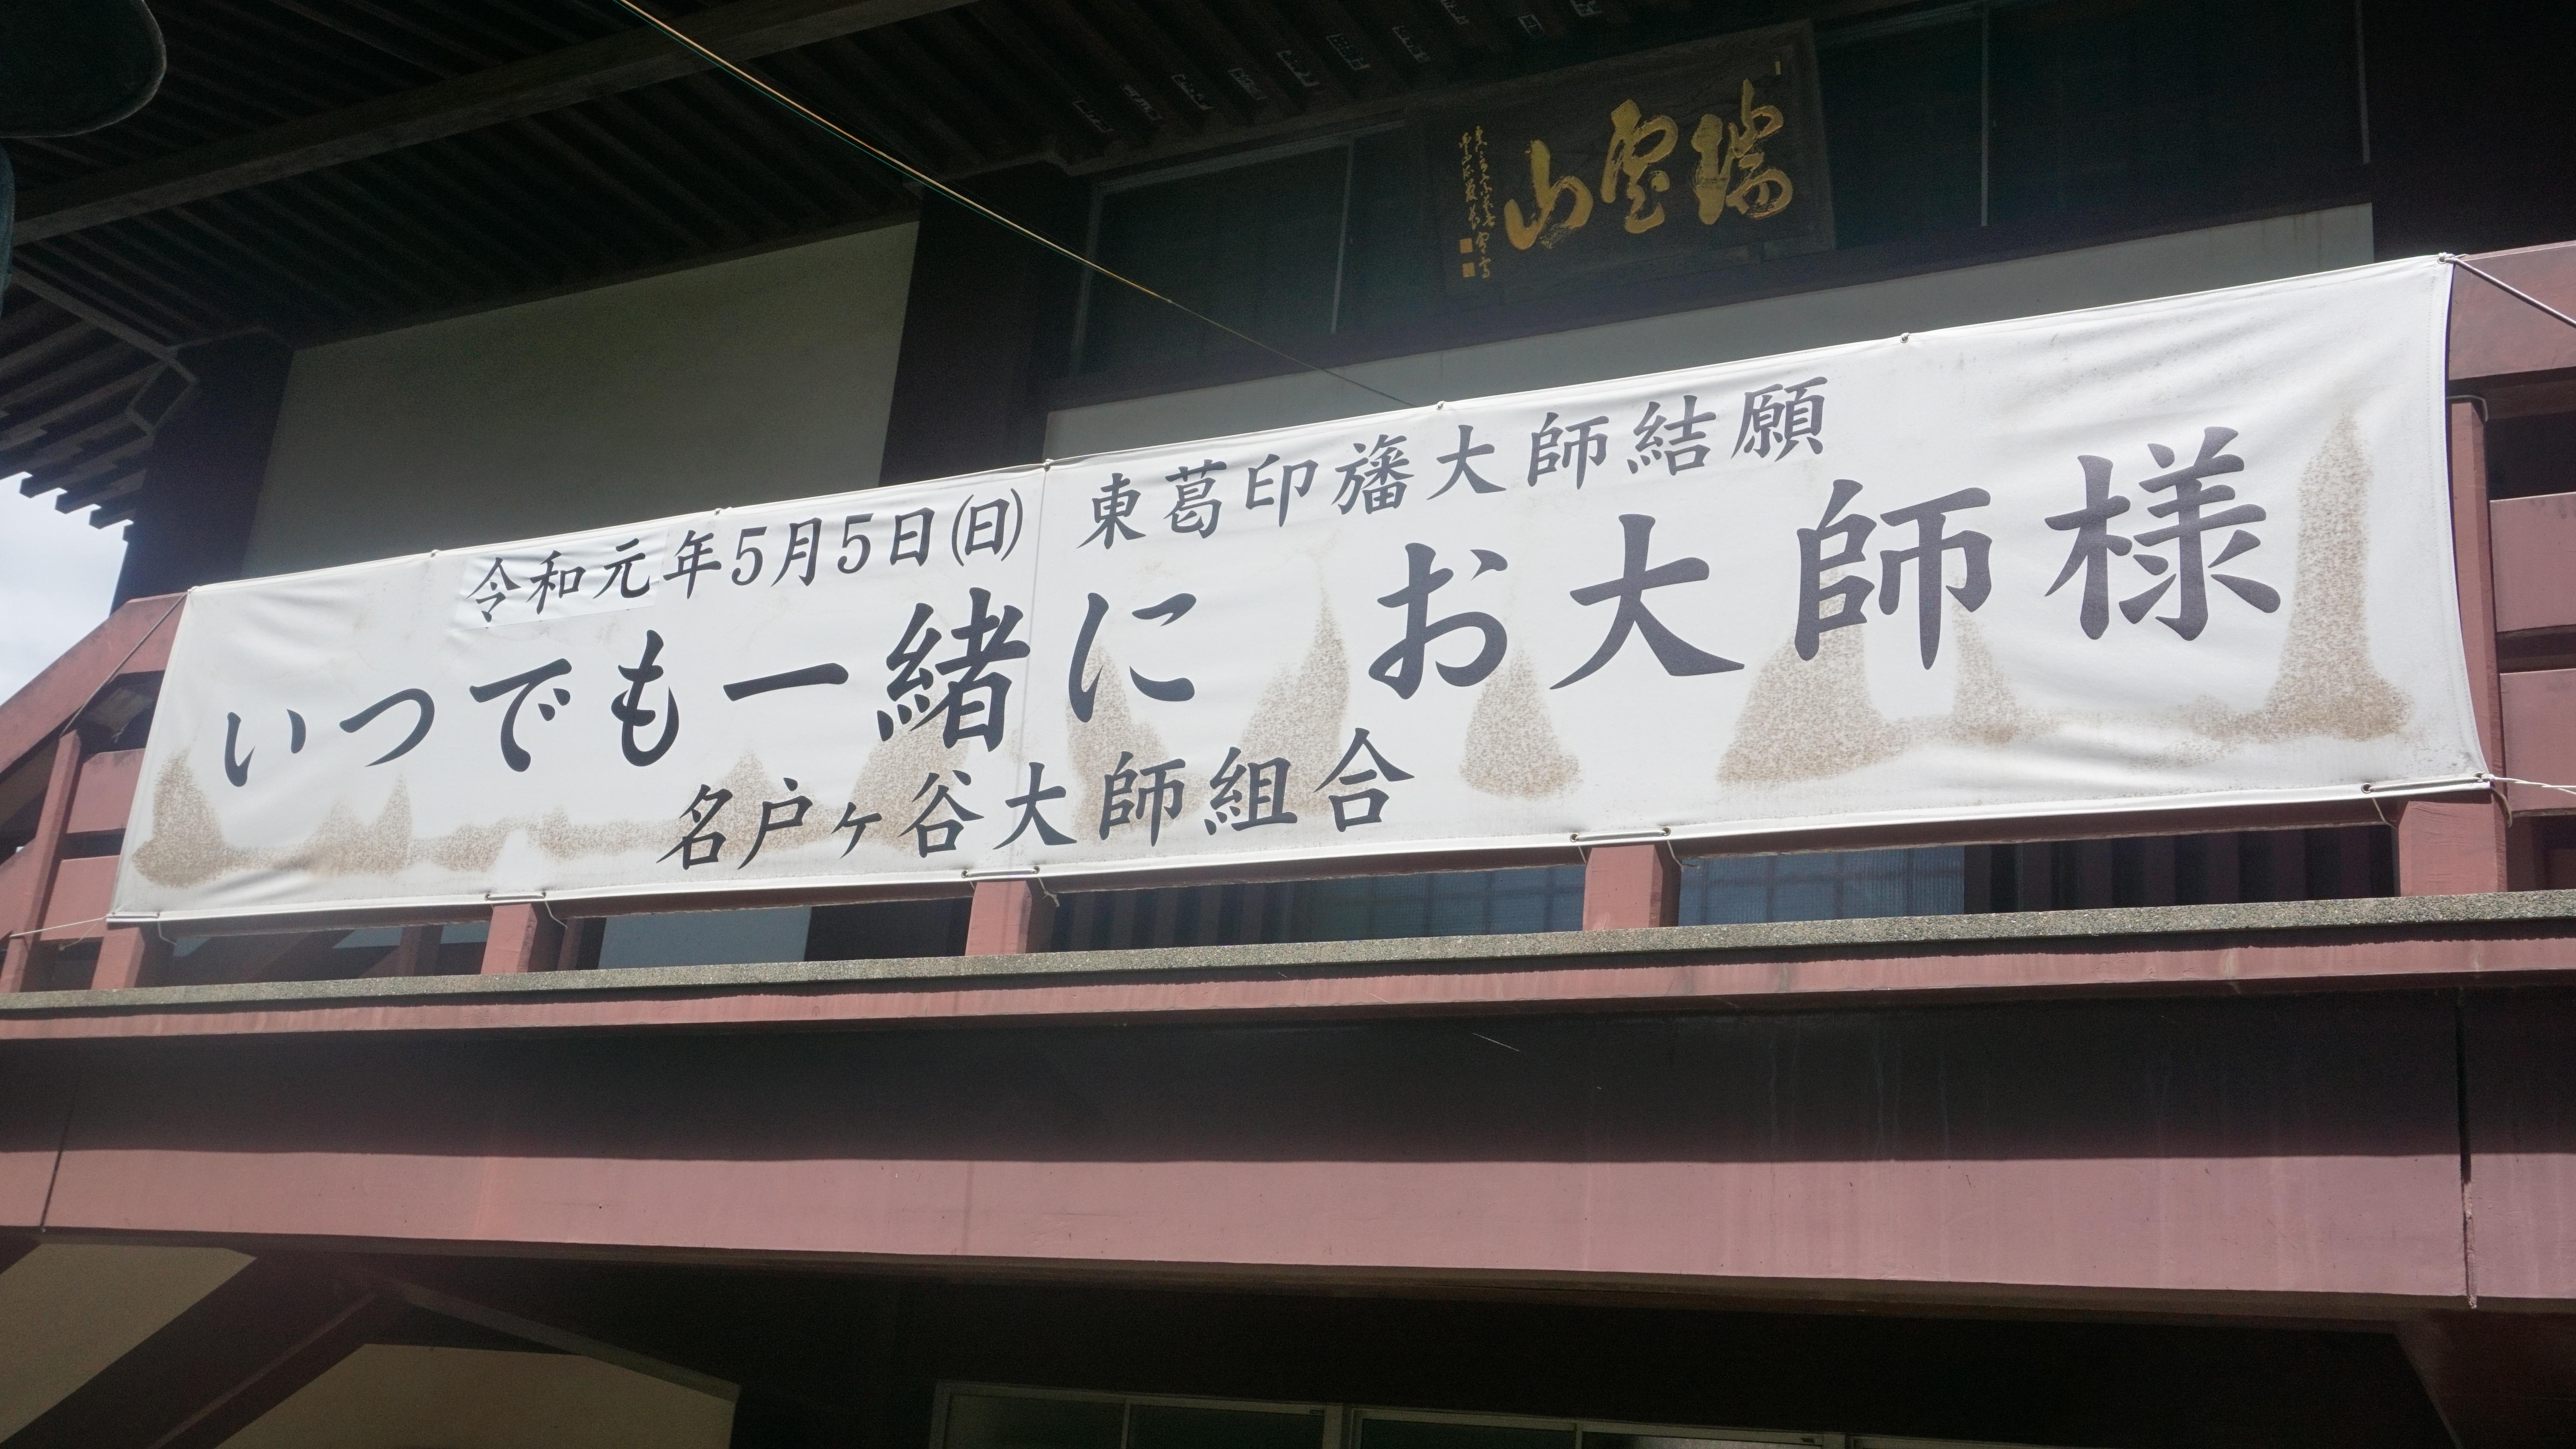 瑞雲山
令和元年5月5日(日) 東葛印旛大師結願
いつでも一緒に お大師様
名戸ヶ谷大師組合